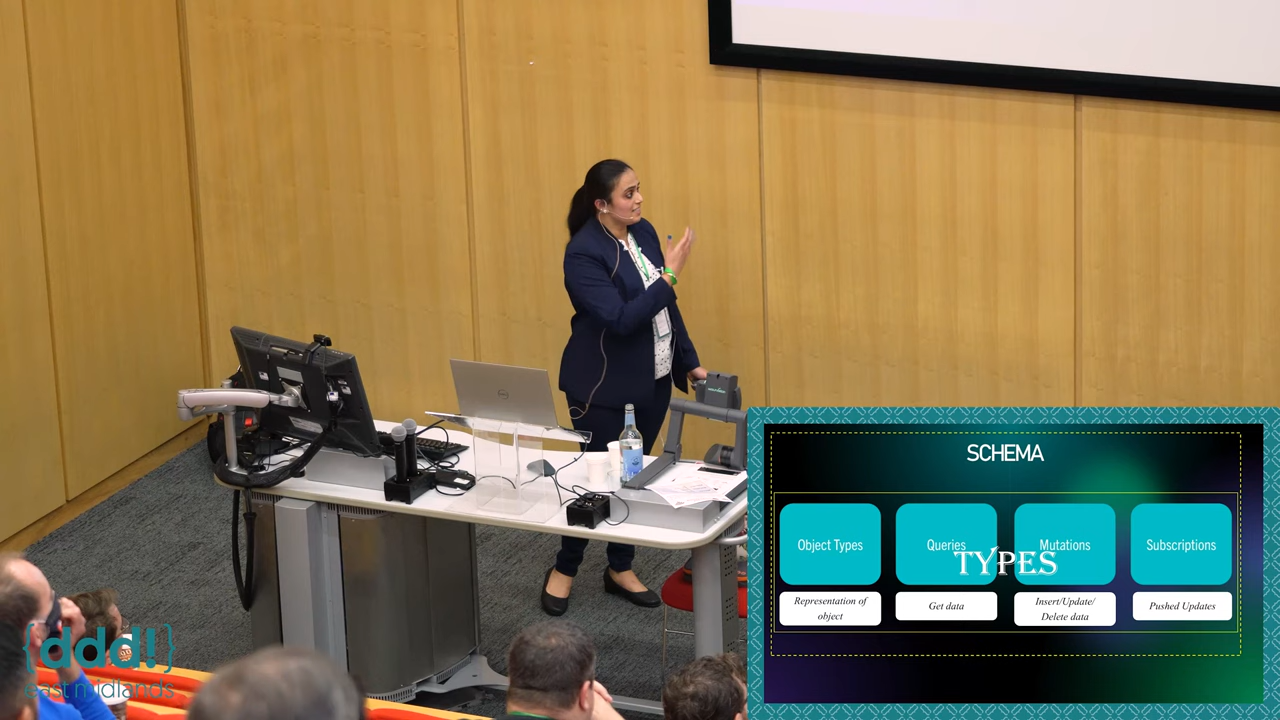 SCHEMA
Object Types
Queries
Mutations
Subscriptions
TYPES
Representation of
object
Get data
Insert/Update/
Delete data
Pushed Updates
{ddd!}
east midlands
DELL